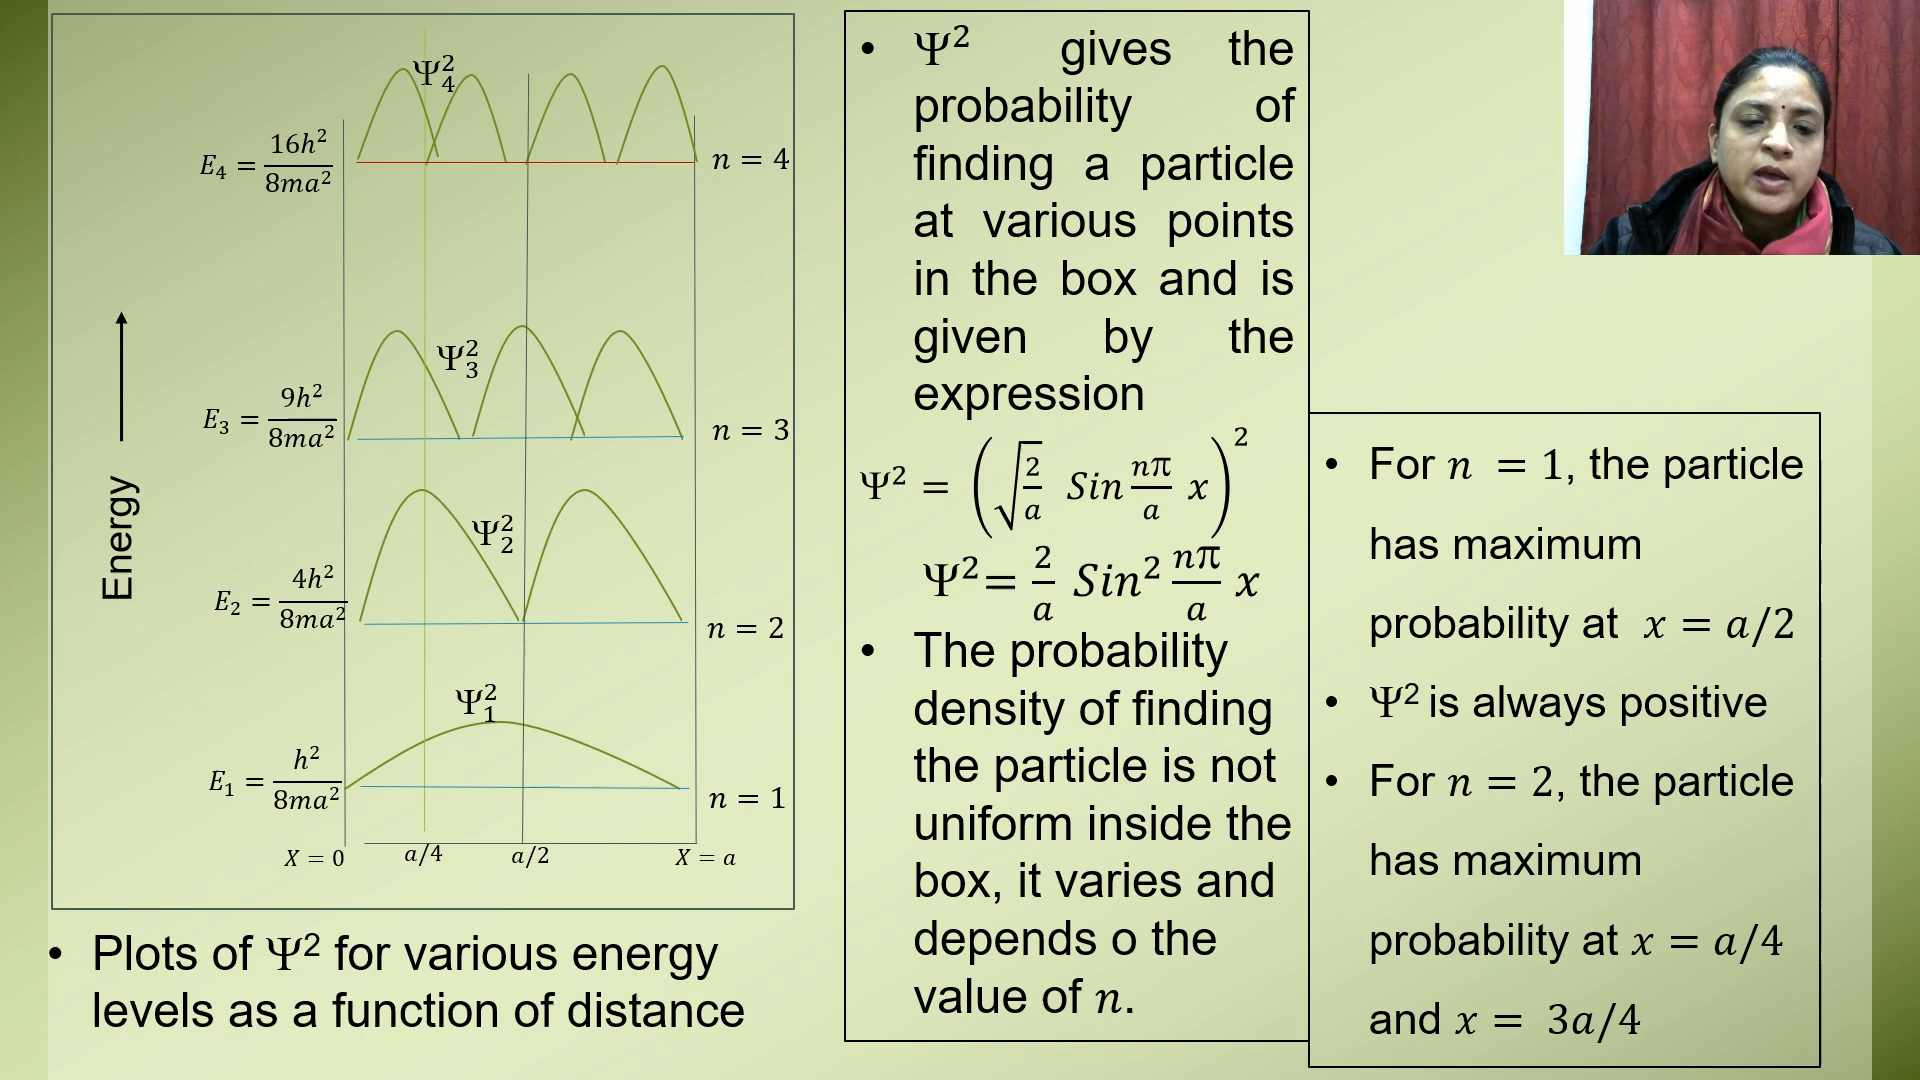 Ψ₄²
E₄ = 16h²/8ma²
n = 4
Ψ₃²
E₃ = 9h²/8ma²
n = 3
Energy
Ψ₂²
E₂ = 4h²/8ma²
n = 2
Ψ₁²
E₁ = h²/8ma²
n = 1
X = 0 a/4 a/2 X = a
• Plots of Ψ² for various energy
levels as a function of distance
• Ψ² gives the
probability of
finding a particle
at various points
in the box and is
given by the
expression
Ψ² = (√(2/a) Sin nπ/a x)²
Ψ²= 2/a Sin² nπ/a x
• The probability
density of finding
the particle is not
uniform inside the
box, it varies and
depends o the
value of n.
• For n = 1, the particle
has maximum
probability at x = a/2
• Ψ² is always positive
• For n = 2, the particle
has maximum
probability at x = a/4
and x = 3a/4